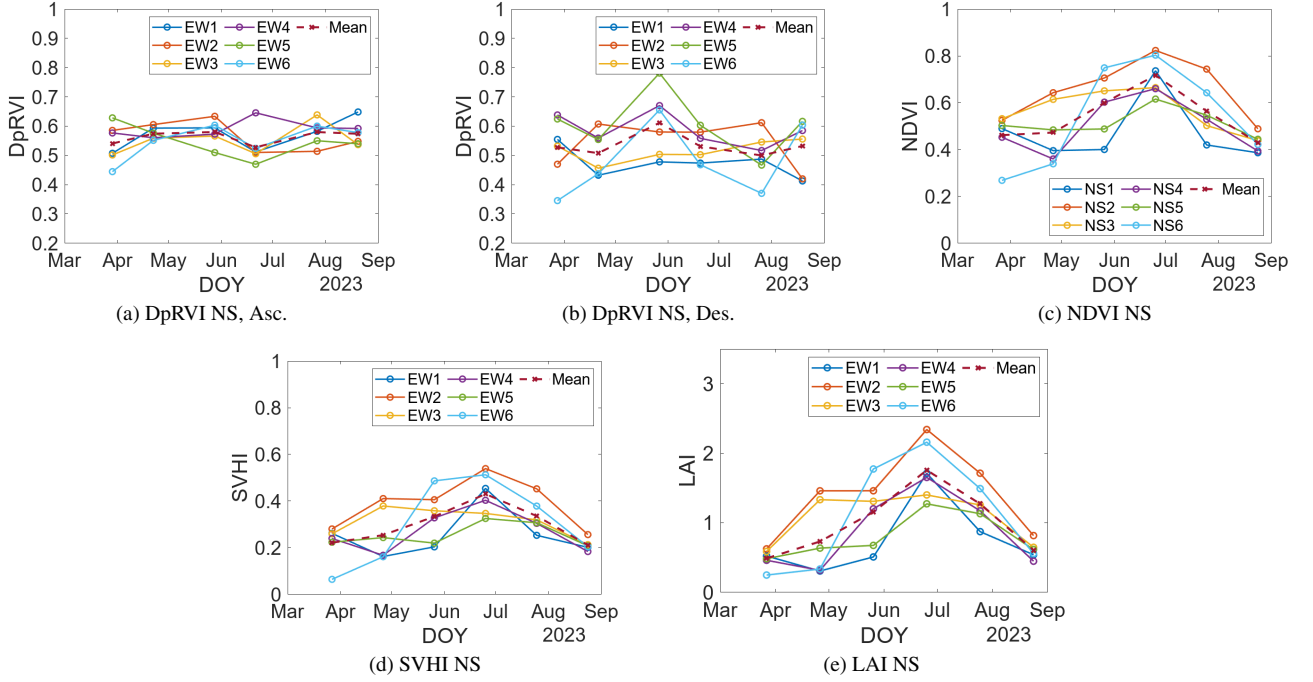 1
0.9
0.8
0.7
0.6
0.5
0.4
0.3
0.2
DpRVI
EW1 EW4 Mean
EW2 EW5
EW3 EW6
Mar Apr May Jun Jul Aug Sep
DOY 2023
(a) DpRVI NS, Asc.
1
0.9
0.8
0.7
0.6
0.5
0.4
0.3
0.2
DpRVI
EW1 EW4 Mean
EW2 EW5
EW3 EW6
Mar Apr May Jun Jul Aug Sep
DOY 2023
(b) DpRVI NS, Des.
1
0.8
0.6
0.4
0.2
0
NDVI
NS1 NS4 Mean
NS2 NS5
NS3 NS6
Mar Apr May Jun Jul Aug Sep
DOY 2023
(c) NDVI NS
1
0.8
0.6
0.4
0.2
0
SVHI
EW1 EW4 Mean
EW2 EW5
EW3 EW6
Mar Apr May Jun Jul Aug Sep
DOY 2023
(d) SVHI NS
3
2
1
0
LAI
EW1 EW4 Mean
EW2 EW5
EW3 EW6
Mar Apr May Jun Jul Aug Sep
DOY 2023
(e) LAI NS